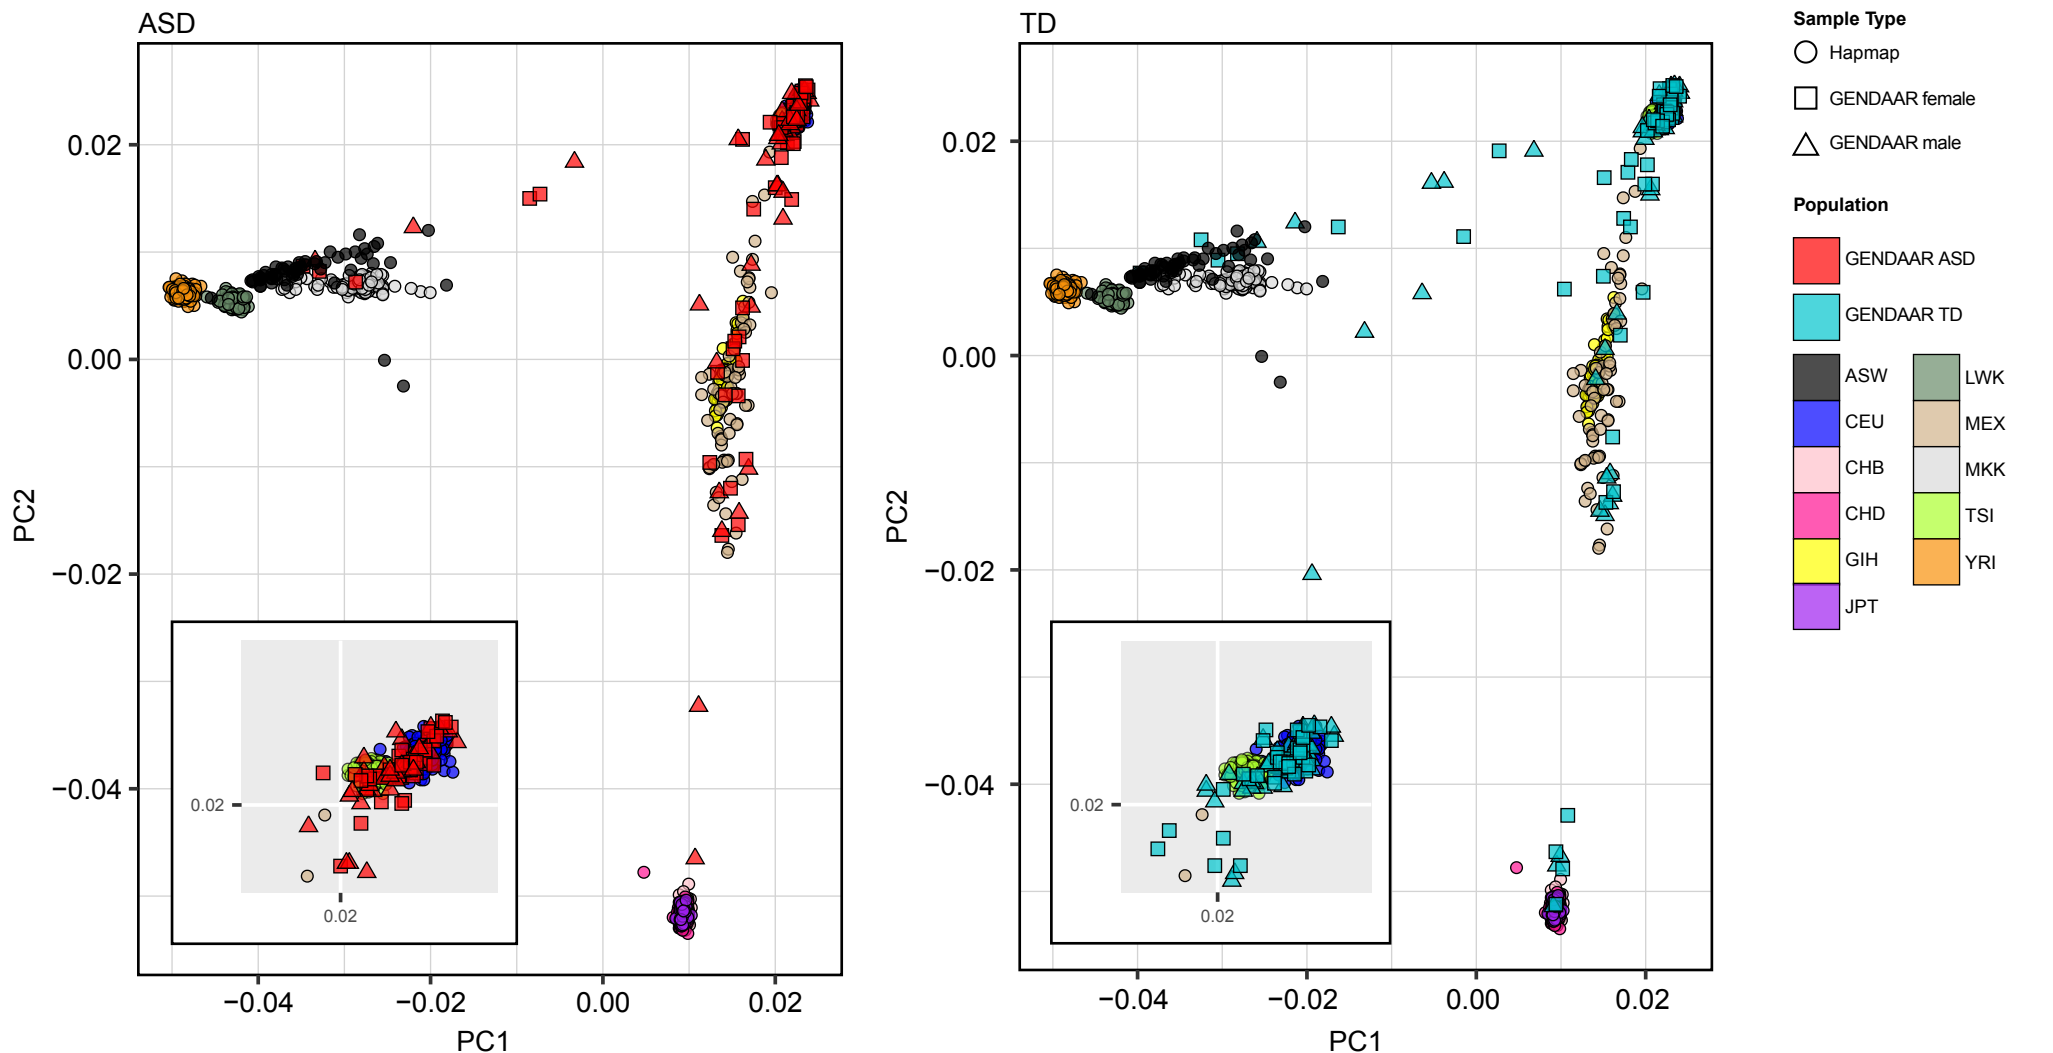 ASD
TD
PC2
0.02
0.00
−0.02
−0.04
0.02
0.02
−0.04
−0.02
0.00
0.02
PC1
PC2
0.02
0.00
−0.02
−0.04
0.02
0.02
−0.04
−0.02
0.00
0.02
PC1
Sample Type
Hapmap
GENDAAR female
GENDAAR male
Population
GENDAAR ASD
GENDAAR TD
ASW
LWK
CEU
MEX
CHB
MKK
CHD
TSI
GIH
YRI
JPT